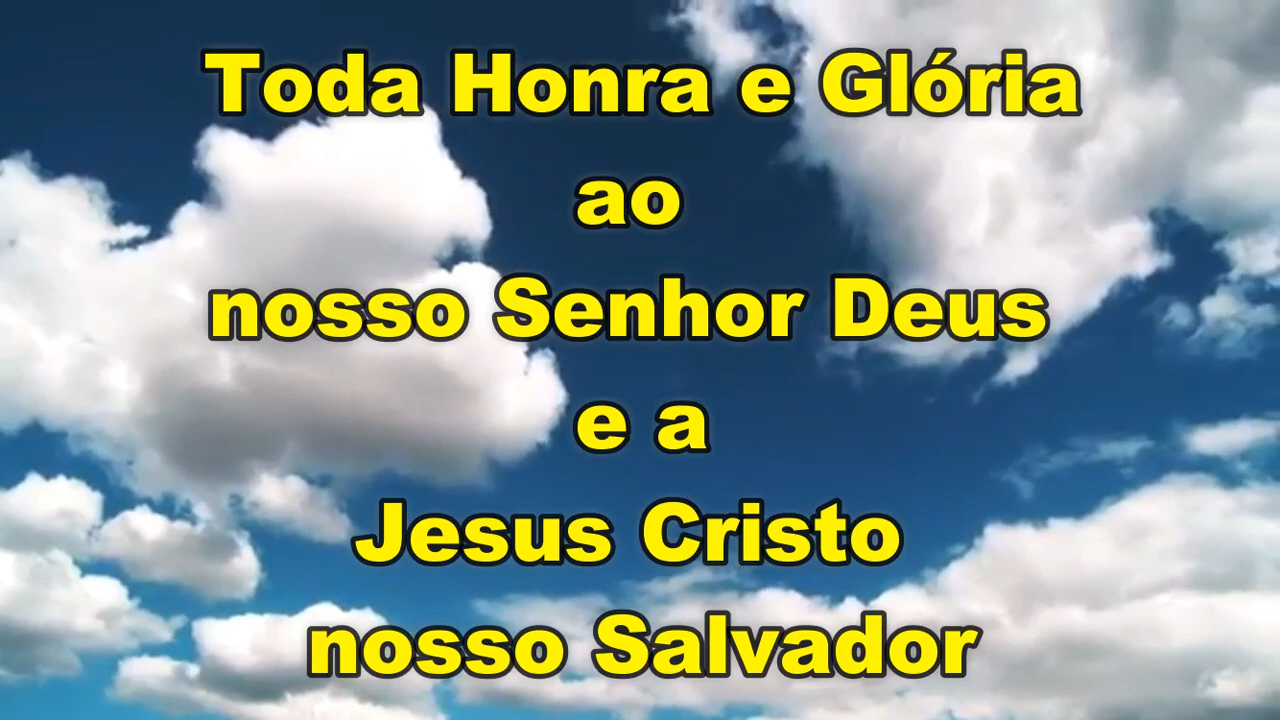 Toda Honra e Glória
ao
nosso Senhor Deus
e a
Jesus Cristo
nosso Salvador